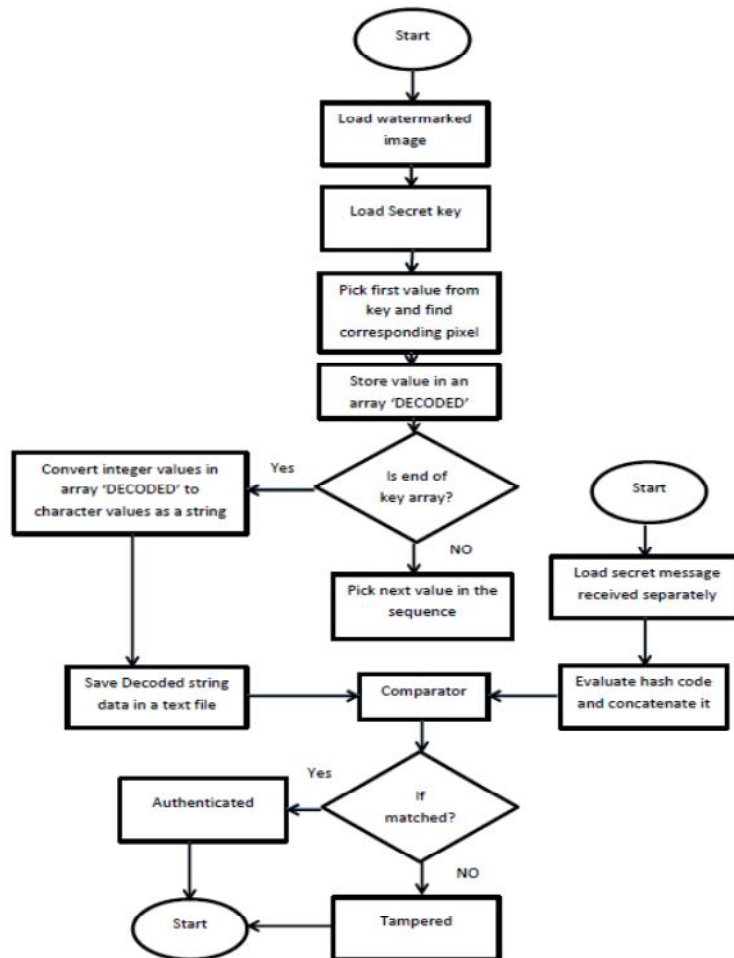 Start
Load watermarked
image
Load Secret key
Pick first value from
key and find
corresponding pixel
Store value in an
array ‘DECODED’
Is end of
key array?
Yes
Convert integer values in
array ‘DECODED’ to
character values as a string
NO
Pick next value in the
sequence
Start
Load secret message
received separately
Evaluate hash code
and concatenate it
Save Decoded string
data in a text file
Comparator
If
matched?
Yes
Authenticated
NO
Tampered
Start